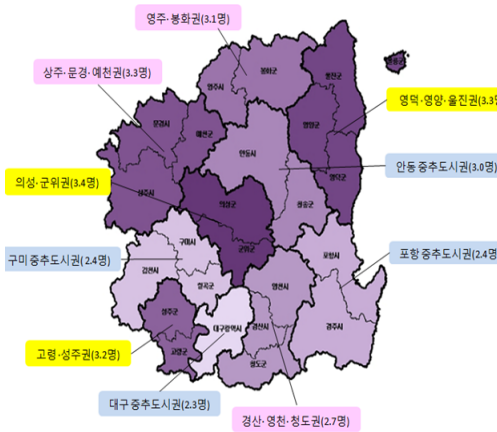 영주·봉화권(3.1명)
상주·문경·예천권(3.3명)
영덕·영양·울진권(3.3명
안동 중추도시권(3.0명)
의성·군위권(3.4명)
구미 중추도시권(2.4명)
포항 중추도시권(2.4명
고령·성주권(3.2명)
대구 중추도시권(2.3명)
경산·영천·청도권(2.7명)
봉화군
울진군
영주시
문경시
예천군
영양군
안동시
상주시
영덕군
의성군
청송군
군위군
구미시
포항시
김천시
칠곡군
영천시
성주군
대구광역시
경산시
경주시
고령군
청도군